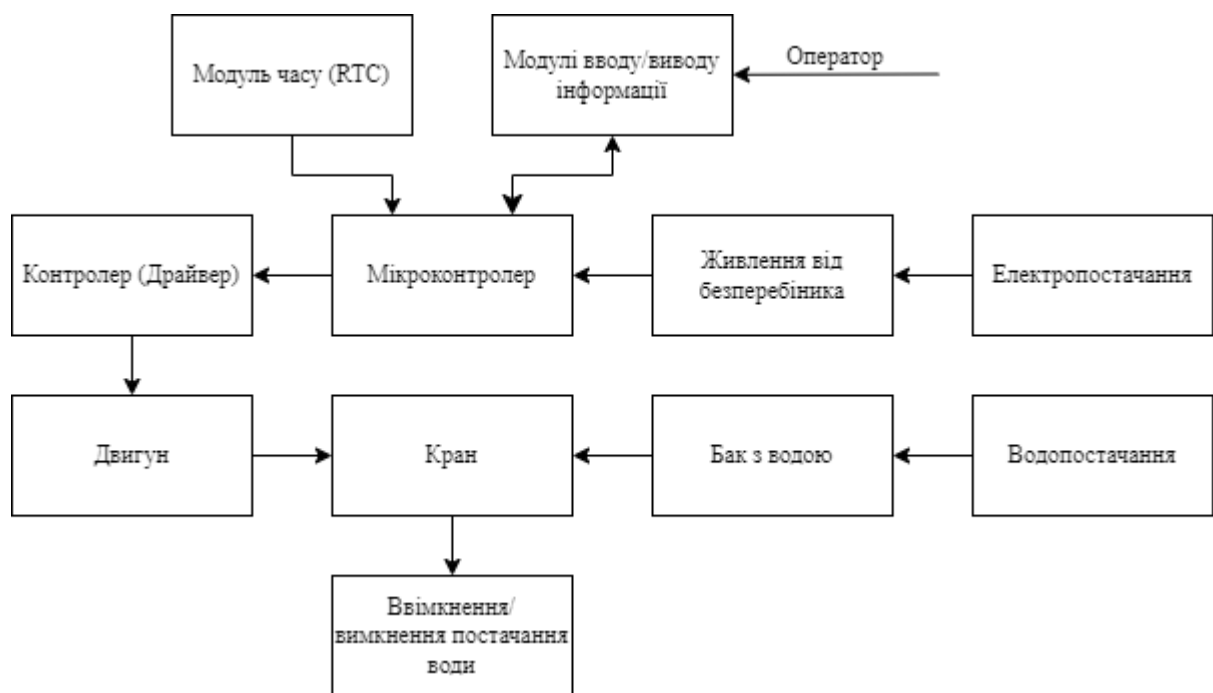 Модуль часу (RTC)
Модулі вводу/виводу
інформації
Оператор
Контролер (Драйвер)
Мікроконтролер
Живлення від
безперебіника
Електропостачання
Двигун
Кран
Бак з водою
Водопостачання
Ввімкнення/
вимкнення постачання
води